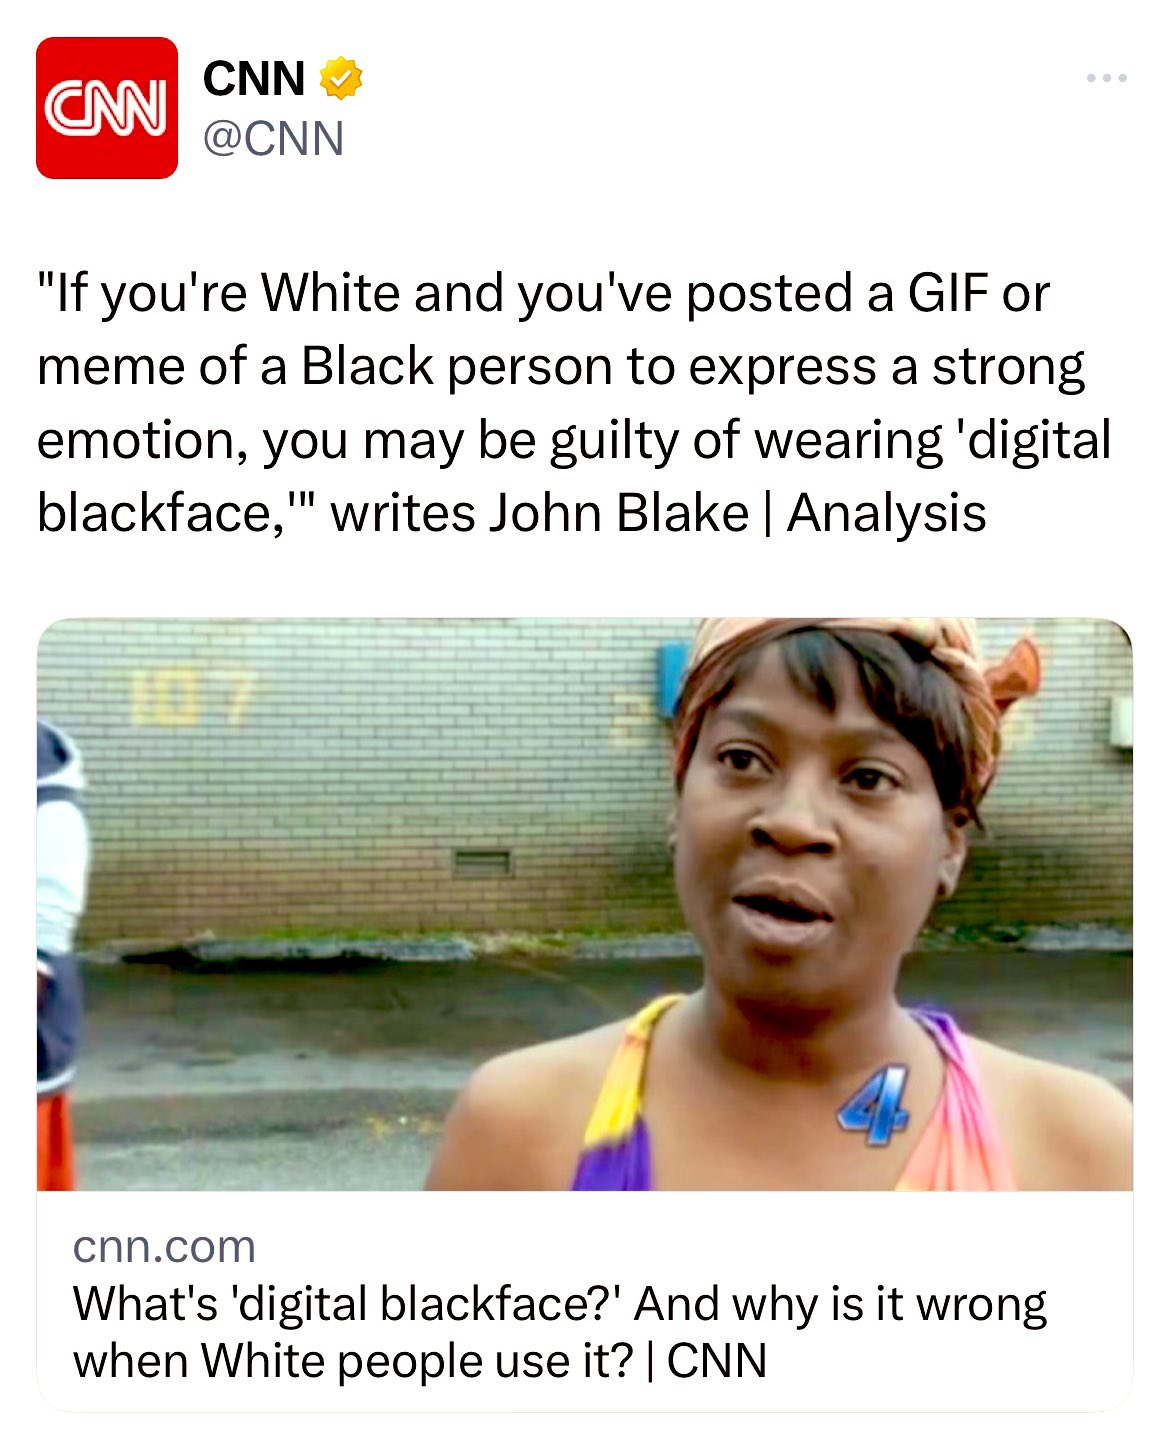 CNN
CNN
@CNN
"If you're White and you've posted a GIF or
meme of a Black person to express a strong
emotion, you may be guilty of wearing 'digital
blackface,'" writes John Blake | Analysis
107
4
cnn.com
What's 'digital blackface?' And why is it wrong
when White people use it? | CNN